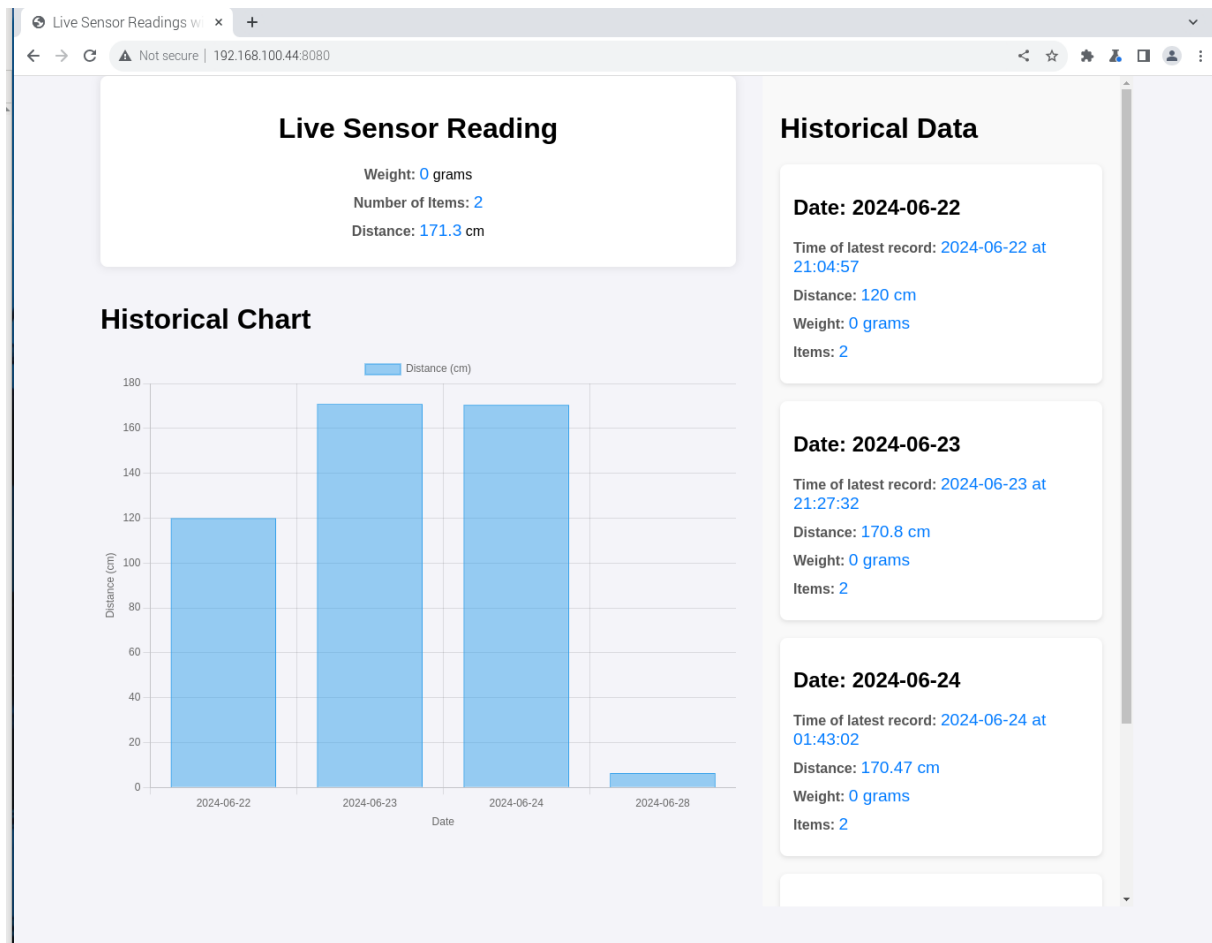 Live Sensor Readings w
Not secure | 192.168.100.44:8080
Live Sensor Reading
Weight: 0 grams
Number of Items: 2
Distance: 171.3 cm
Historical Chart
Distance (cm)
180
160
140
120
100
80
60
40
20
0
Distance (cm)
2024-06-22 2024-06-23 2024-06-24 2024-06-28
Date
Historical Data
Date: 2024-06-22
Time of latest record: 2024-06-22 at
21:04:57
Distance: 120 cm
Weight: 0 grams
Items: 2
Date: 2024-06-23
Time of latest record: 2024-06-23 at
21:27:32
Distance: 170.8 cm
Weight: 0 grams
Items: 2
Date: 2024-06-24
Time of latest record: 2024-06-24 at
01:43:02
Distance: 170.47 cm
Weight: 0 grams
Items: 2